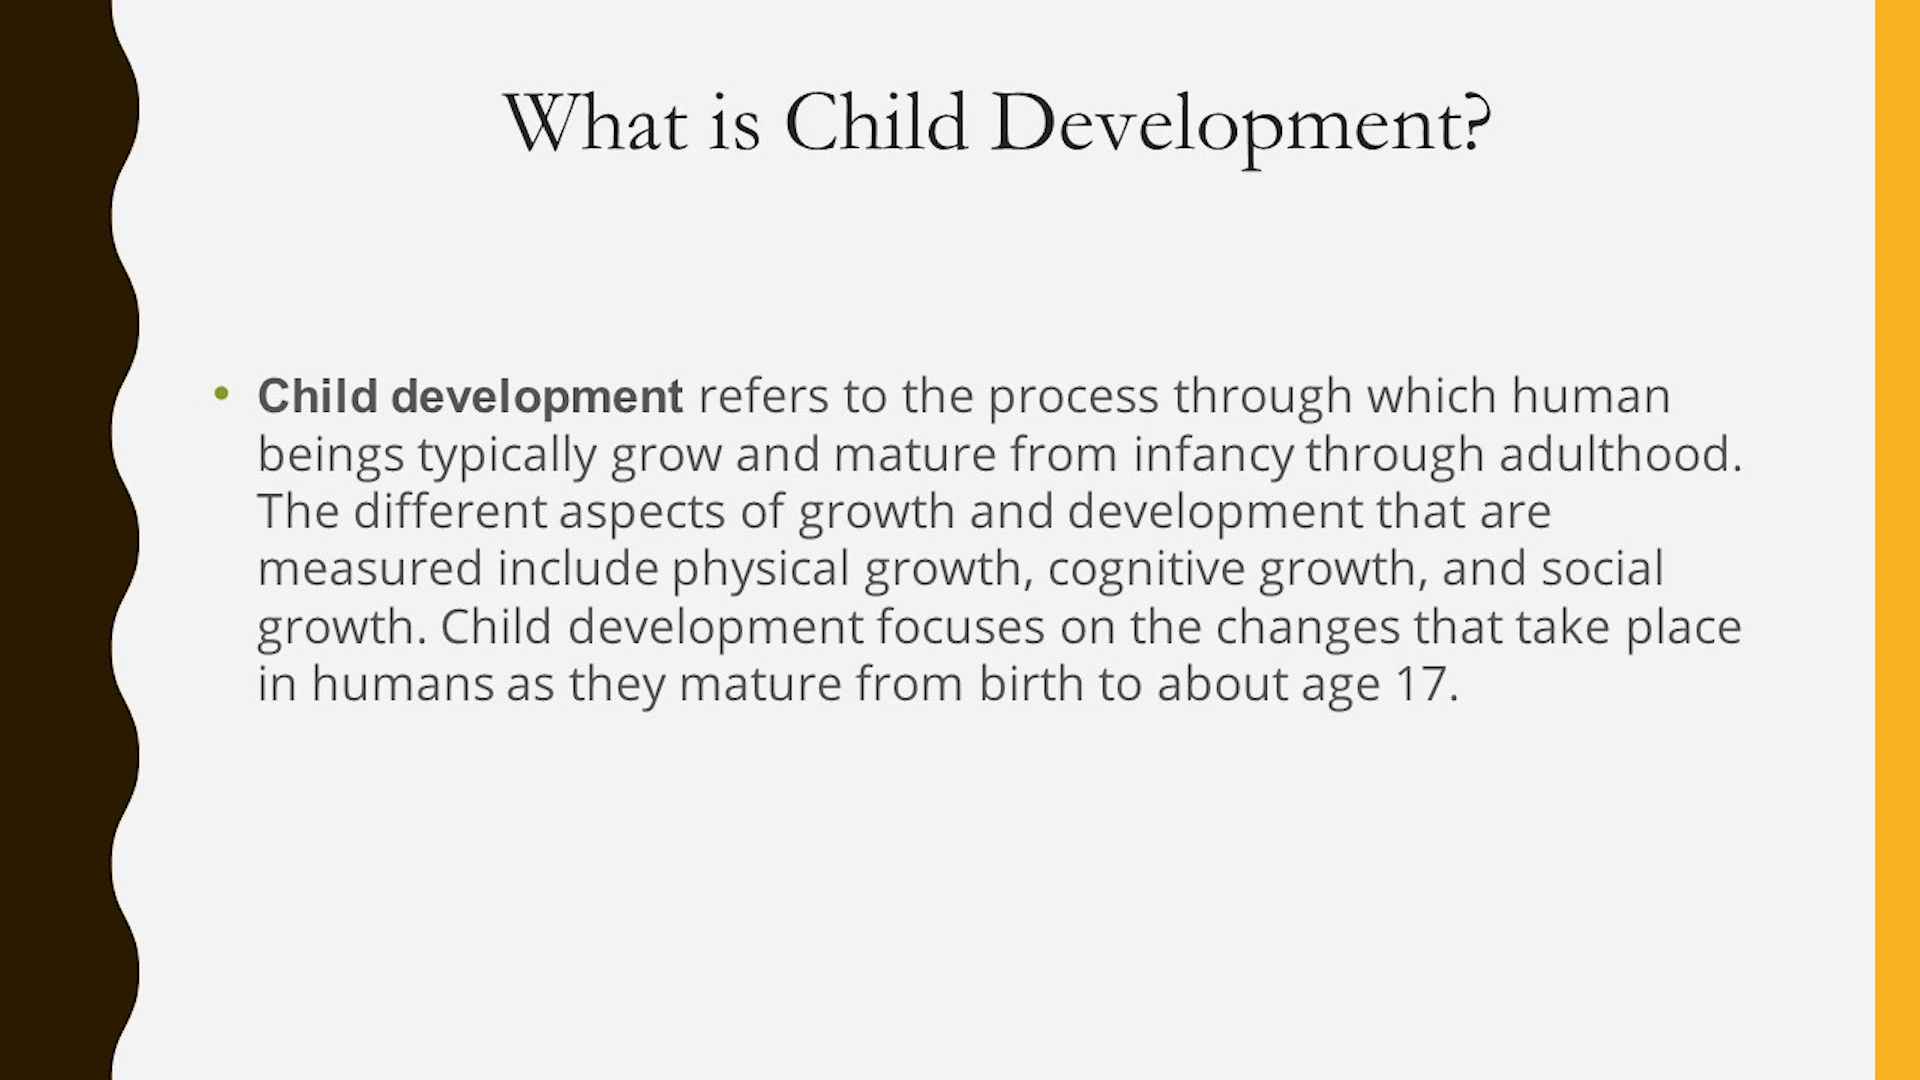 What is Child Development?
• Child development refers to the process through which human
beings typically grow and mature from infancy through adulthood.
The different aspects of growth and development that are
measured include physical growth, cognitive growth, and social
growth. Child development focuses on the changes that take place
in humans as they mature from birth to about age 17.